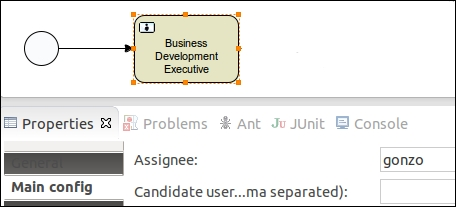 Business
Development
Executive
Properties Problems Ant JUnit Console
General
Assignee: gonzo
Main config
Candidate user...ma separated):